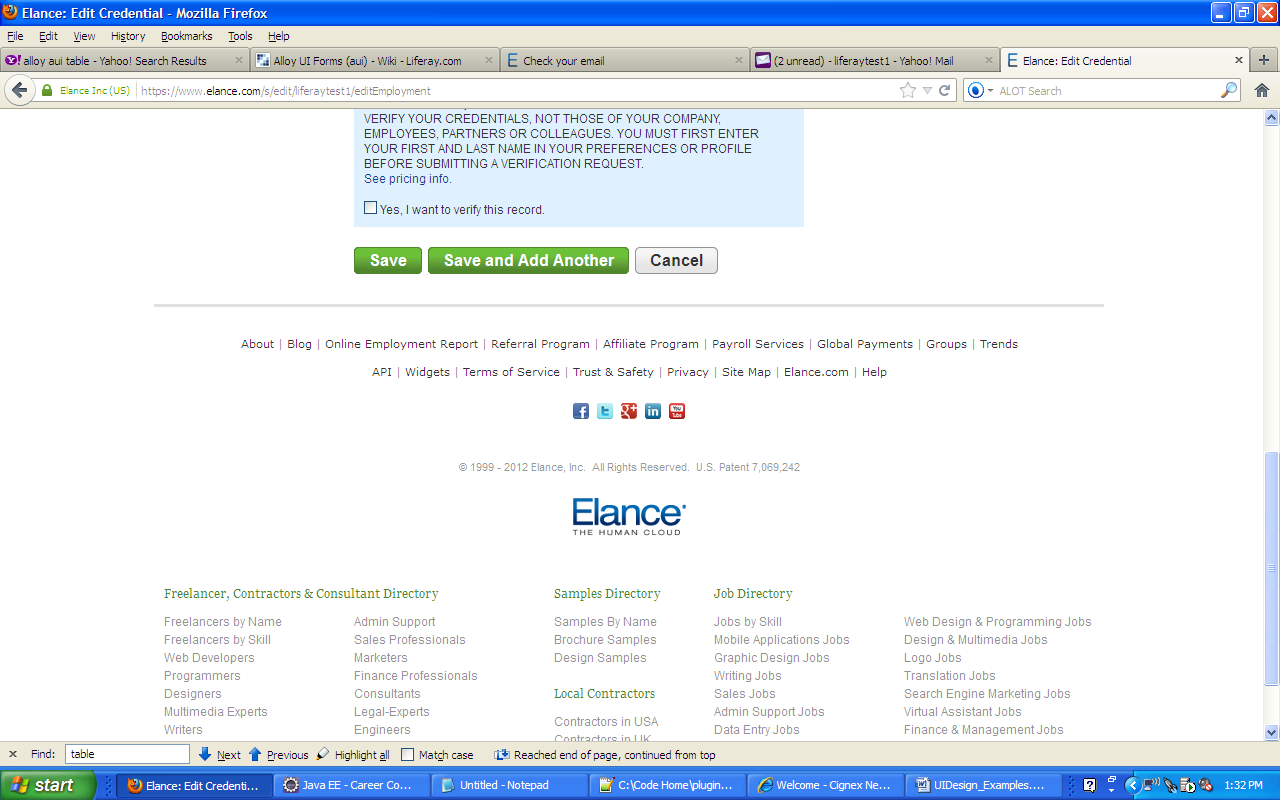 Elance: Edit Credential - Mozilla Firefox
File Edit View History Bookmarks Tools Help
alloy aui table - Yahoo! Search Results
Alloy UI Forms (aui) - Wiki - Liferay.com
Check your email
(2 unread) - liferaytest1 - Yahoo! Mail
Elance: Edit Credential
Elance Inc (US) https://www.elance.com/s/edit/liferaytest1/editEmployment
ALOT Search
VERIFY YOUR CREDENTIALS, NOT THOSE OF YOUR COMPANY,
EMPLOYEES, PARTNERS OR COLLEAGUES. YOU MUST FIRST ENTER
YOUR FIRST AND LAST NAME IN YOUR PREFERENCES OR PROFILE
BEFORE SUBMITTING A VERIFICATION REQUEST.
See pricing info.
Yes, I want to verify this record.
Save Save and Add Another Cancel
About | Blog | Online Employment Report | Referral Program | Affiliate Program | Payroll Services | Global Payments | Groups | Trends
API | Widgets | Terms of Service | Trust & Safety | Privacy | Site Map | Elance.com | Help
© 1999 - 2012 Elance, Inc. All Rights Reserved. U.S. Patent 7,069,242
Elance
THE HUMAN CLOUD
Freelancer, Contractors & Consultant Directory
Freelancers by Name
Freelancers by Skill
Web Developers
Programmers
Designers
Multimedia Experts
Writers
Admin Support
Sales Professionals
Marketers
Finance Professionals
Consultants
Legal-Experts
Engineers
Samples Directory
Samples By Name
Brochure Samples
Design Samples
Local Contractors
Contractors in USA
Contractors in UK
Job Directory
Jobs by Skill
Mobile Applications Jobs
Graphic Design Jobs
Writing Jobs
Sales Jobs
Admin Support Jobs
Data Entry Jobs
Web Design & Programming Jobs
Design & Multimedia Jobs
Logo Jobs
Translation Jobs
Search Engine Marketing Jobs
Virtual Assistant Jobs
Finance & Management Jobs
Find: table Next Previous Highlight all Match case Reached end of page, continued from top
start
Elance: Edit Credenti...
Java EE - Career Co...
Untitled - Notepad
C:\Code Home\plugin...
Welcome - Cignex Ne...
UIDesign_Examples....
1:32 PM